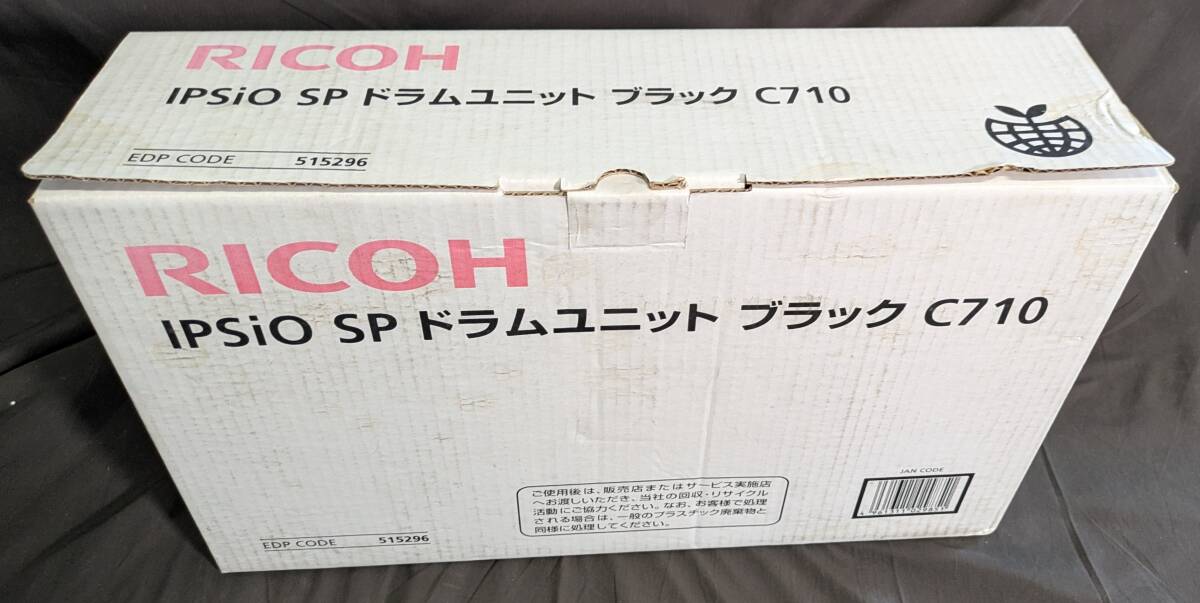 RICOH
IPSiO SP ドラムユニット ブラック C710
EDP CODE 515296
RICOH
IPSiO SP ドラムユニット ブラック C710
ご使用後は、販売店またはサービス実施店
へお渡しいただき、当社の回収・リサイクル
活動にご協力ください。なお、お客様で処理
される場合は、一般のプラスチック廃棄物と
同様に処理してください。
JAN CODE
EDP CODE 515296